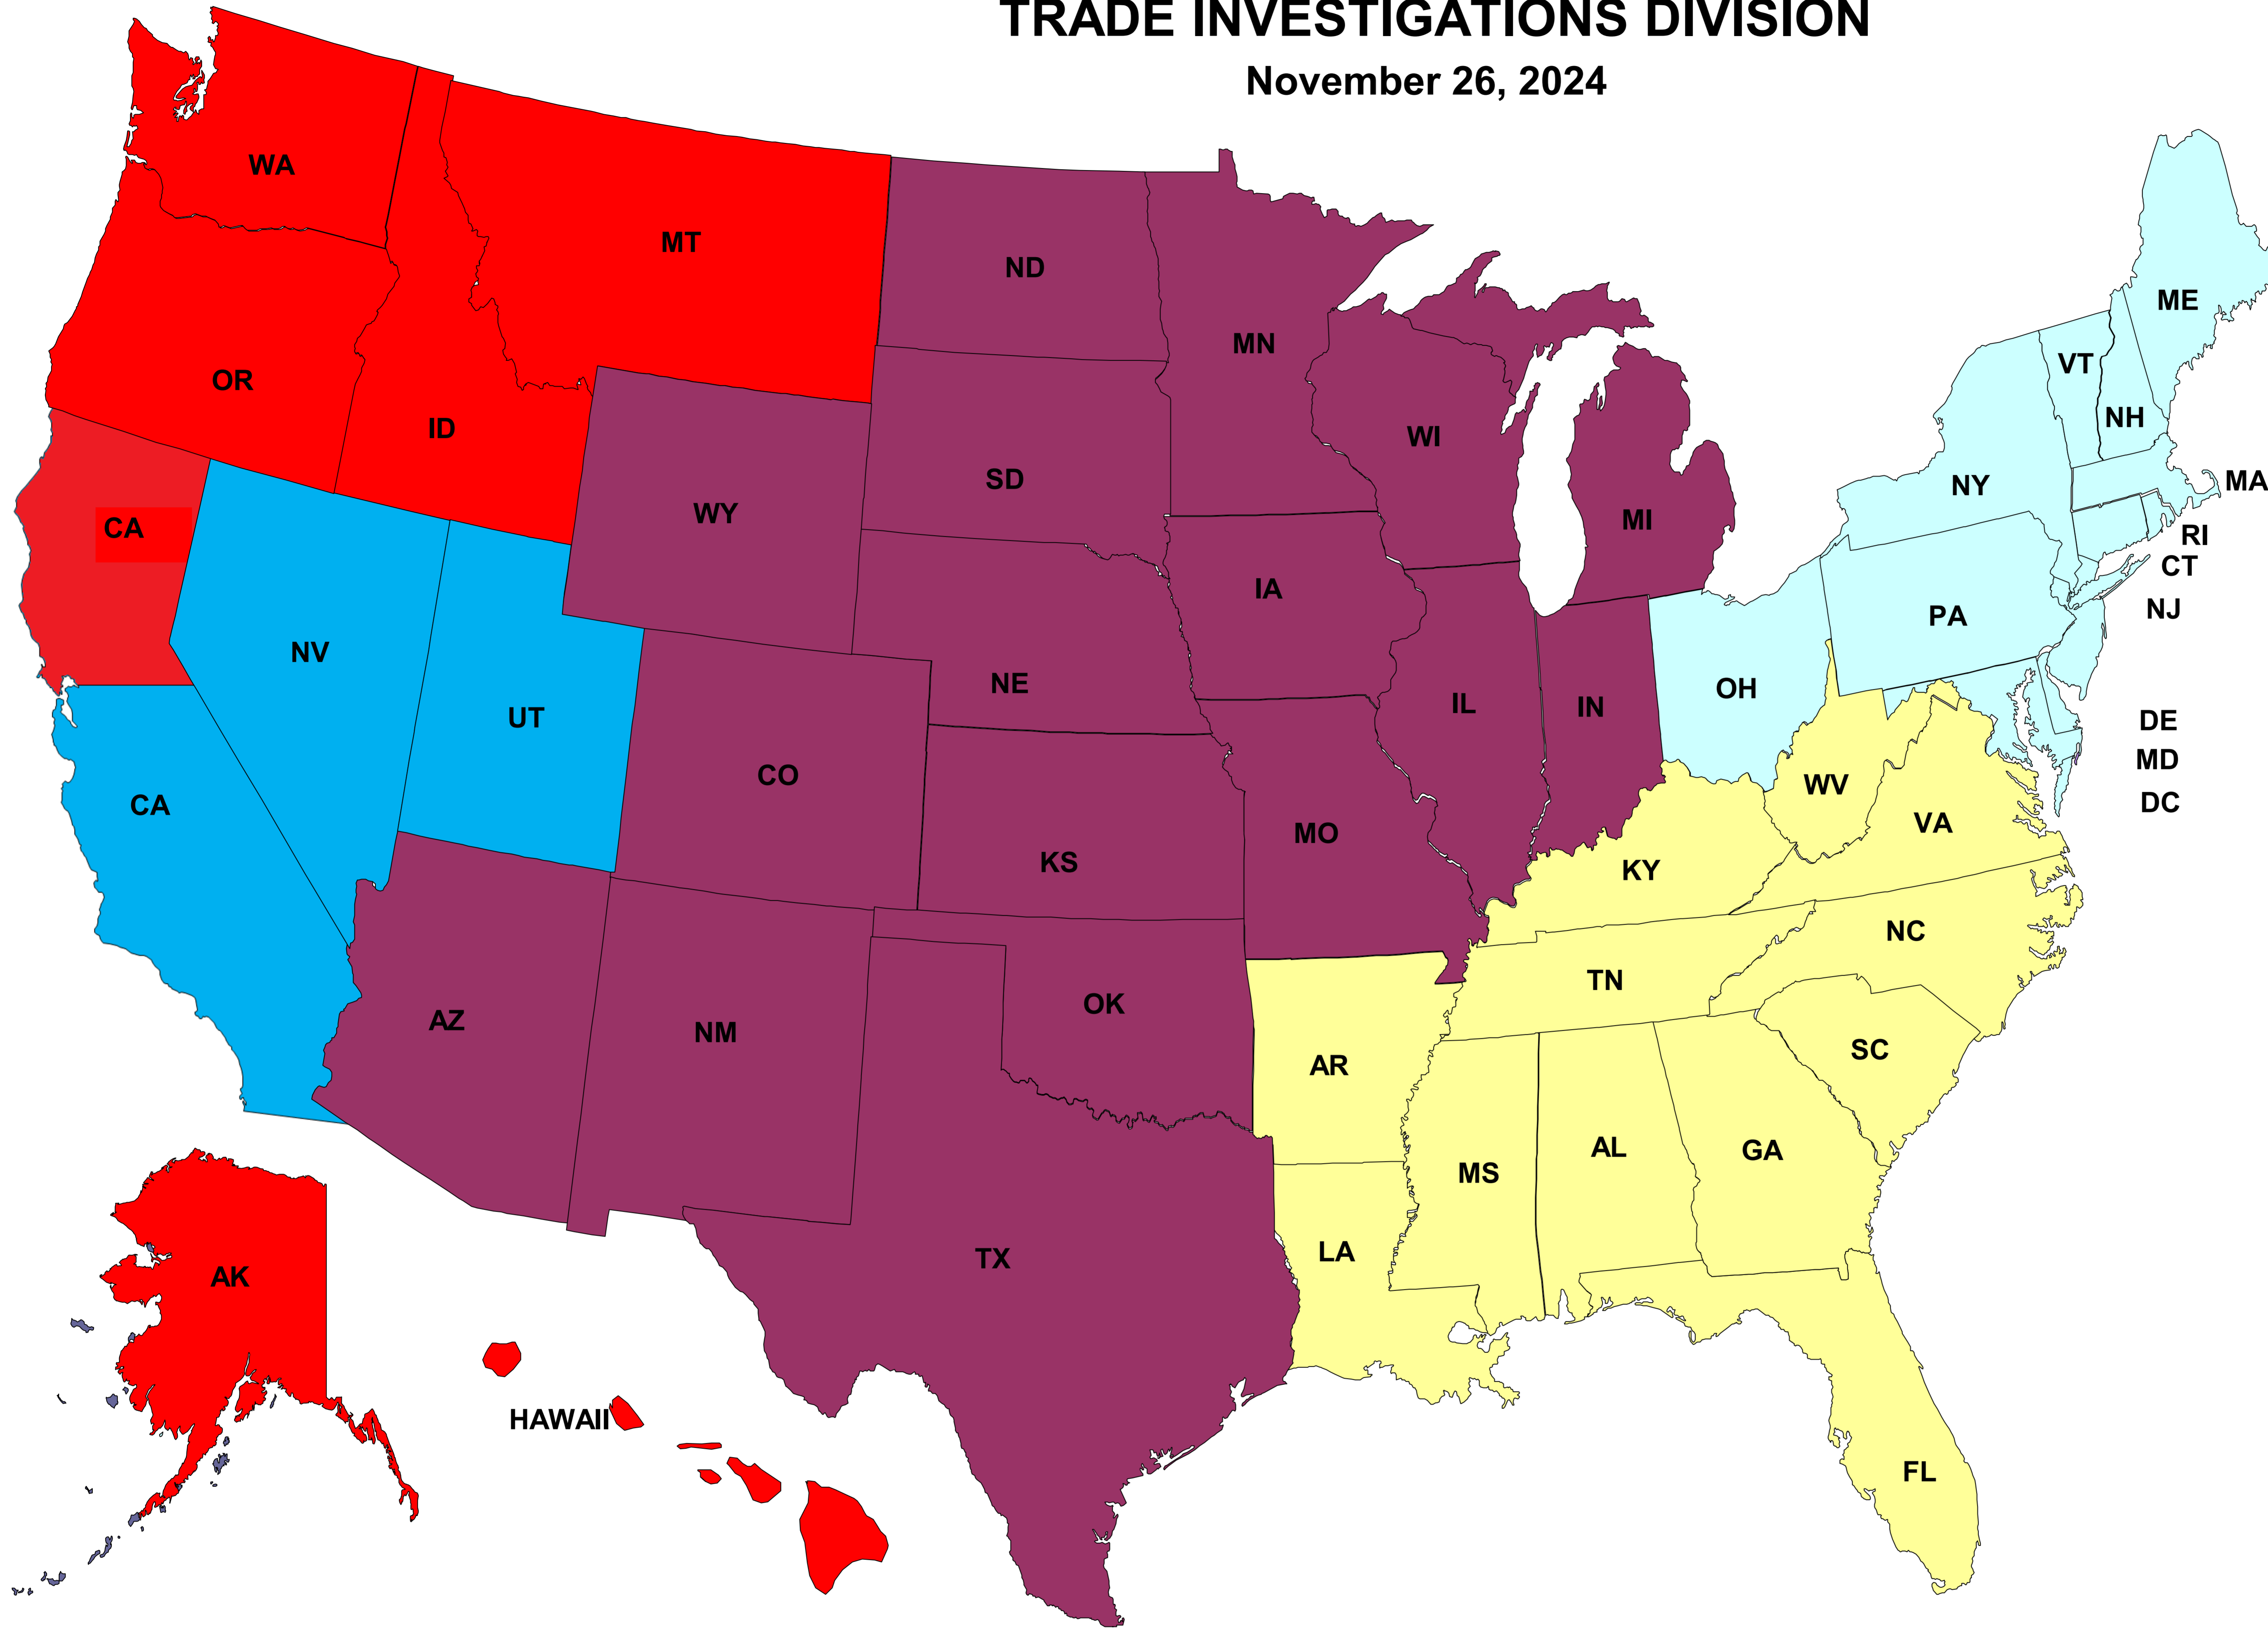 TRADE INVESTIGATIONS DIVISION
November 26, 2024
WA
MT
ND
MN
ME
VT
OR
ID
NH
WI
SD
NY
MA
CA
WY
MI
RI
CT
IA
NJ
PA
NV
NE
OH
UT
IL
IN
DE
MD
CO
WV
CA
DC
VA
MO
KS
KY
NC
TN
OK
AZ
NM
SC
AR
AL
GA
MS
LA
TX
AK
HAWAII
FL